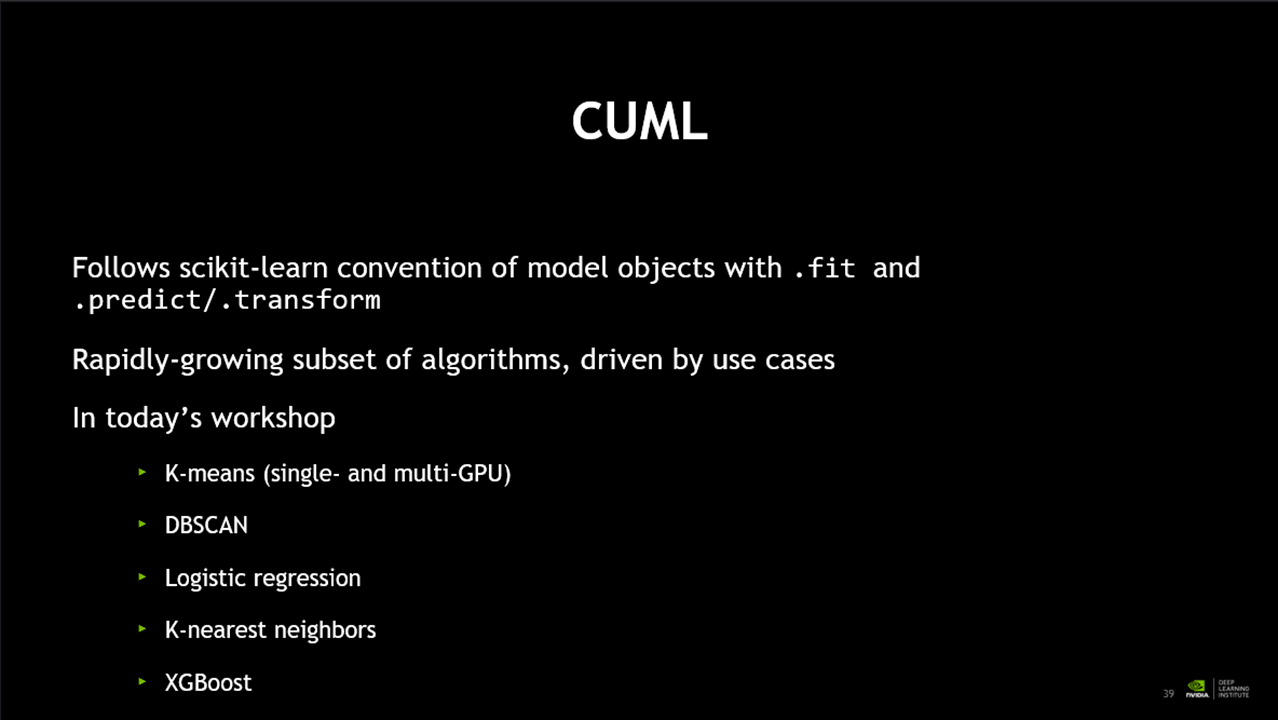 CUML
Follows scikit-learn convention of model objects with .fit and
.predict/.transform
Rapidly-growing subset of algorithms, driven by use cases
In today’s workshop
K-means (single- and multi-GPU)
DBSCAN
Logistic regression
K-nearest neighbors
XGBoost
39
NVIDIA.
DEEP
LEARNING
INSTITUTE